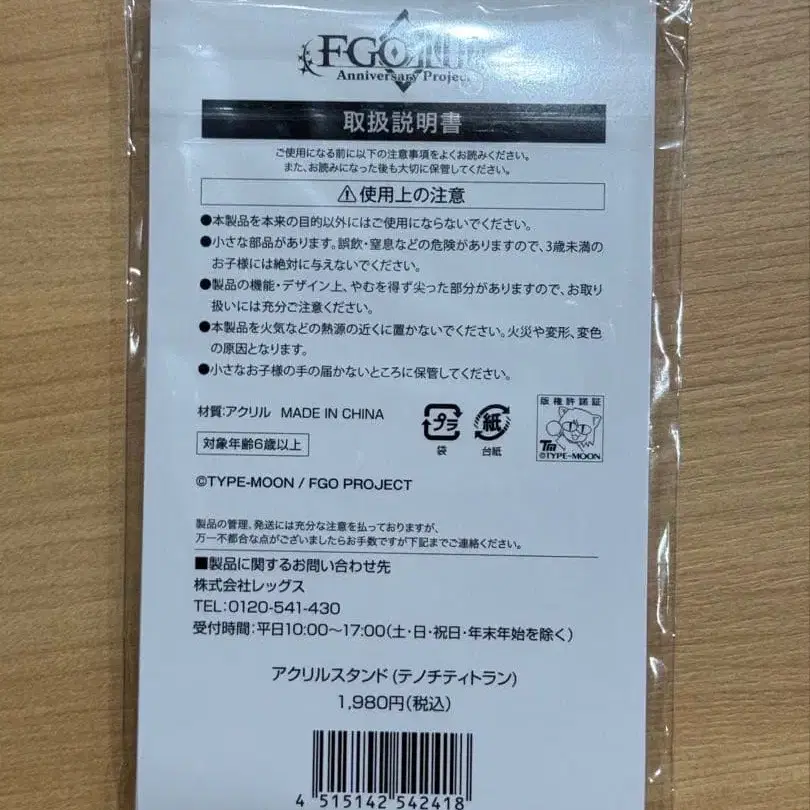 FGO
Anniversary Project
取扱説明書
ご使用になる前に以下の注意事項をよくお読みください。
また、お読みになった後も大切に保管してください。
⚠使用上の注意
●本製品を本来の目的以外にはご使用にならないでください。
●小さな部品があります。誤飲・窒息などの危険がありますので、3歳未満の
お子様には絶対に与えないでください。
●製品の機能・デザイン上、やむを得ず尖った部分がありますので、お取り
扱いには充分ご注意ください。
●本製品を火気などの熱源の近くに置かないでください。火災や変形、変色
の原因となります。
●小さなお子様の手の届かないところに保管してください。
材質:アクリル MADE IN CHINA
対象年齢6歳以上
プラ
袋
紙
台紙
版権許諾証
TM
©TYPE-MOON
©TYPE-MOON / FGO PROJECT
製品の管理、発送には充分な注意を払っておりますが、
万一不都合な点がございましたらお手数ですが下記までご連絡ください。
■製品に関するお問い合わせ先
株式会社レッグス
TEL:0120-541-430
受付時間:平日10:00～17:00(土・日・祝日・年末年始を除く)
アクリルスタンド(テノチティトラン)
1,980円(税込)
4 515142 542418